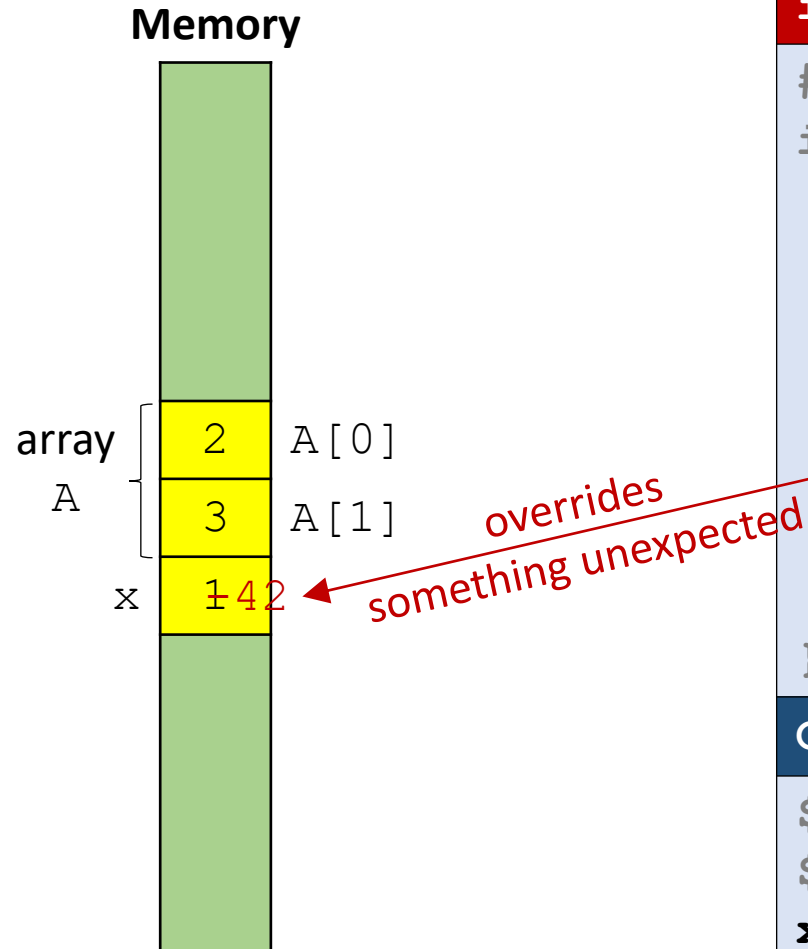 Memory
array
A
2 A[0]
3 A[1]
x 1 42
overrides
something unexpected